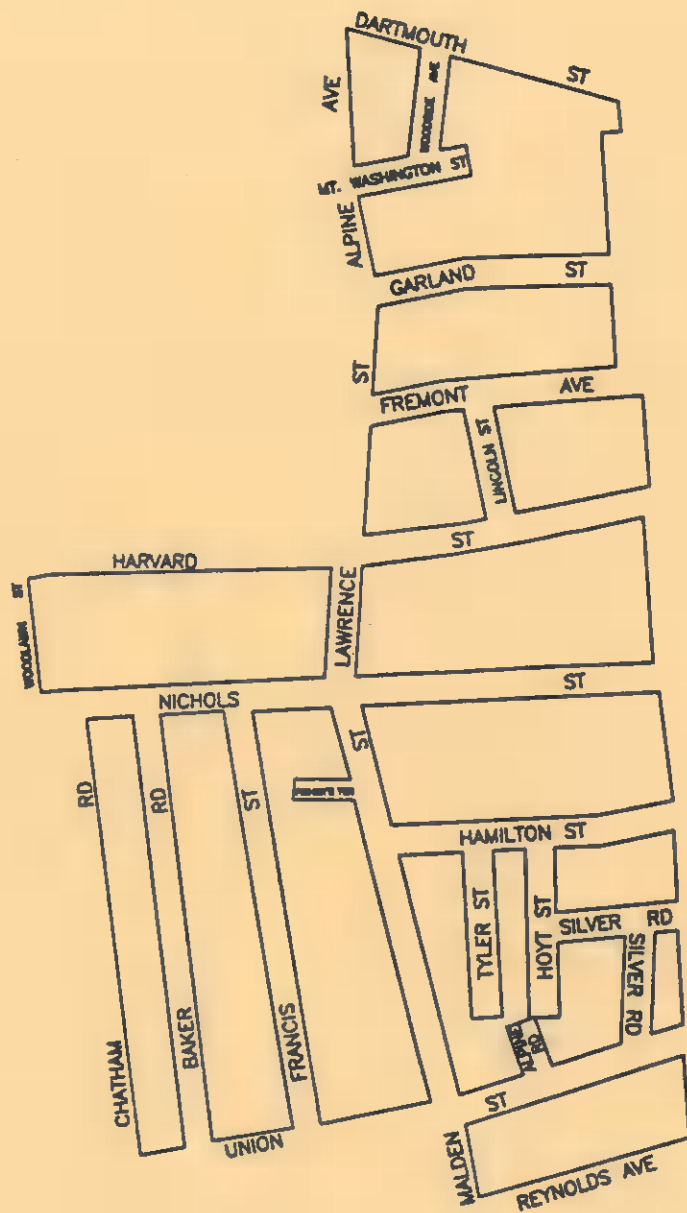 DARTMOUTH ST
AVE
WOODSIDE AVE
MT. WASHINGTON ST
ALPINE
GARLAND ST
ST
FREMONT AVE
LINCOLN ST
HARVARD ST
WOODLAWN ST
LAWRENCE
NICHOLS ST
RD
RD
ST
ST
HAMILTON ST
TYLER ST
HOYT ST
SILVER RD
SILVER RD
RD
CHATHAM
BAKER
FRANCIS
UNION ST
MALDEN
REYNOLDS AVE